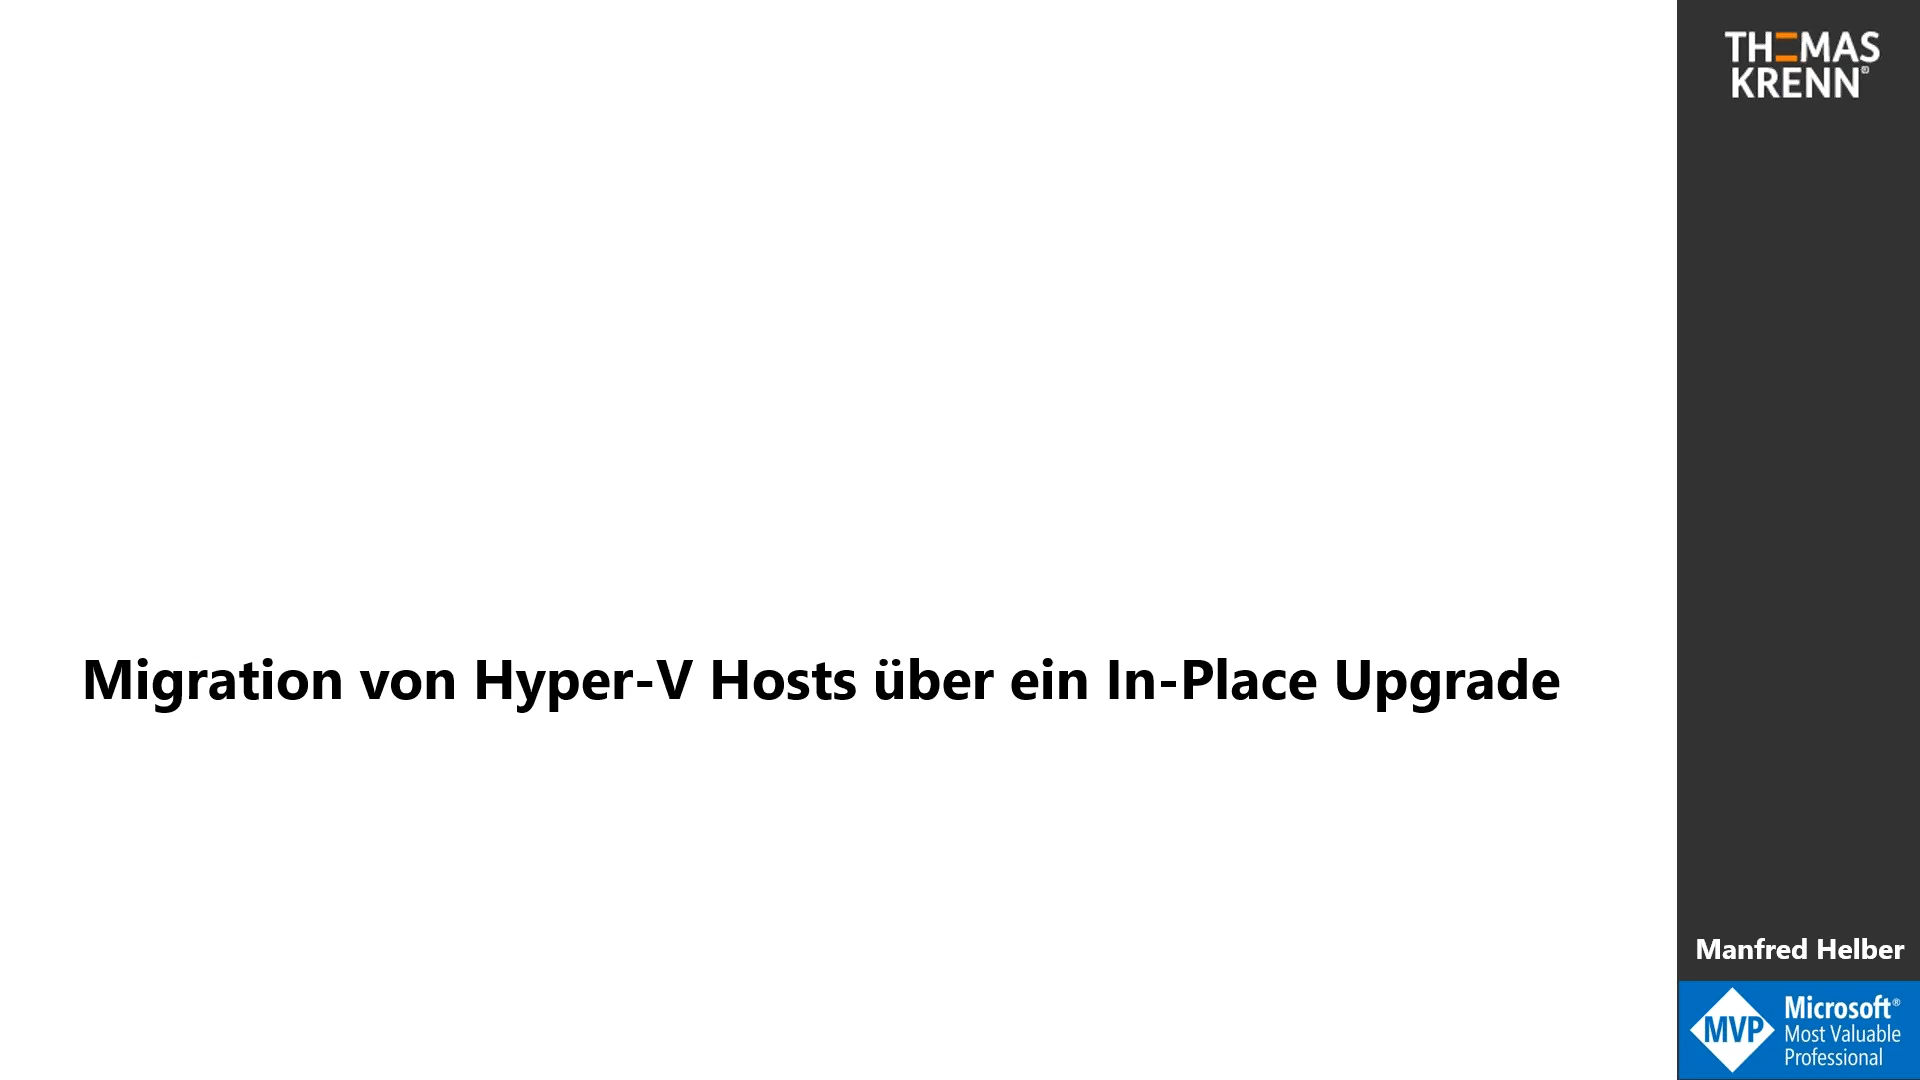 THOMAS
KRENN®
Migration von Hyper-V Hosts über ein In-Place Upgrade
Manfred Helber
MVP
Microsoft®
Most Valuable
Professional